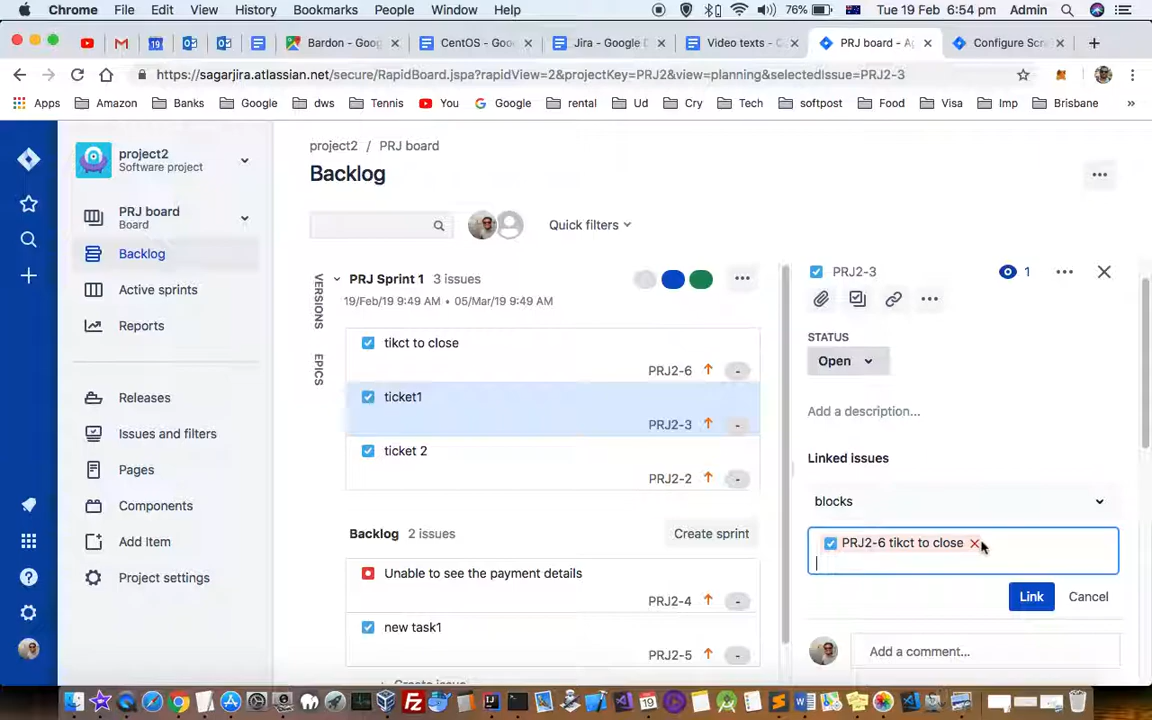 Chrome File Edit View History Bookmarks People Window Help 76% Tue 19 Feb 6:54 pm Admin
Bardon - Goog CentOS - Goo Jira - Google D Video texts - G PRJ board - Ag Configure Scr
https://sagarjira.atlassian.net/secure/RapidBoard.jspa?rapidView=2&projectKey=PRJ2&view=planning&selectedIssue=PRJ2-3
Apps Amazon Banks Google dws Tennis You Google rental Ud Cry Tech softpost Food Visa Imp Brisbane »
project2
Software project
PRJ board
Board
Backlog
Active sprints
Reports
Releases
Issues and filters
Pages
Components
Add Item
Project settings
project2 / PRJ board
Backlog
Quick filters
VERSIONS
EPICS
PRJ Sprint 1 3 issues
19/Feb/19 9:49 AM • 05/Mar/19 9:49 AM
tikct to close
PRJ2-6 -
ticket1
PRJ2-3 -
ticket 2
PRJ2-2 -
Backlog 2 issues Create sprint
Unable to see the payment details
PRJ2-4 -
new task1
PRJ2-5 -
PRJ2-3 1
STATUS
Open
Add a description...
Linked issues
blocks
PRJ2-6 tikct to close
Link Cancel
Add a comment...